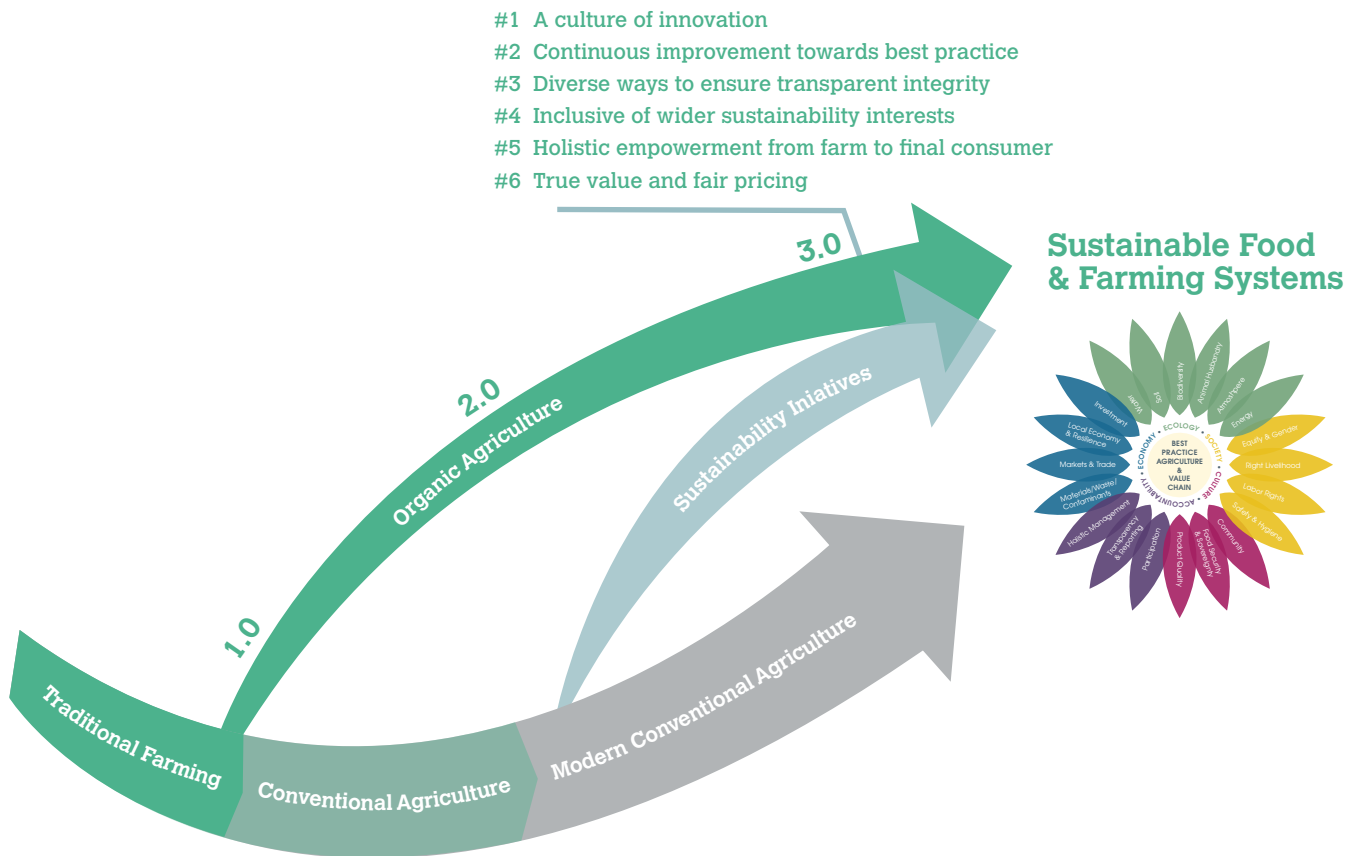 #1 A culture of innovation
#2 Continuous improvement towards best practice
#3 Diverse ways to ensure transparent integrity
#4 Inclusive of wider sustainability interests
#5 Holistic empowerment from farm to final consumer
#6 True value and fair pricing
3.0
2.0
1.0
Sustainable Food
& Farming Systems
Organic Agriculture
Sustainability Iniatives
Traditional Farming
Conventional Agriculture
Modern Conventional Agriculture
Water
Soil
Biodiversity
Animal Husbandry
Atmosphere
Energy
Equity & Gender
Right Livelihood
Labor Rights
Safety & Hygiene
Community
Food Security
& Sovereignty
Product Quality
Participation
Transparency
& Reporting
Holistic Management
Materials/Waste/
Contaminants
Markets & Trade
Local Economy
& Resilience
Investment
• ECOLOGY • SOCIETY • CULTURE • ACCOUNTABILITY • ECONOMY
BEST
PRACTICE
AGRICULTURE
&
VALUE
CHAIN